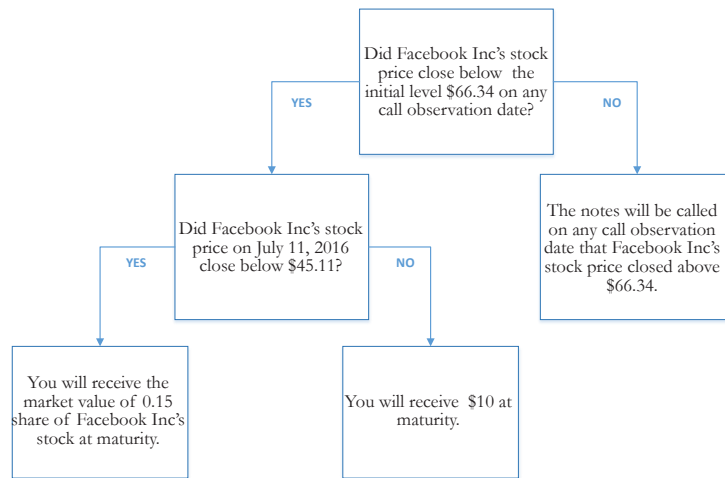 Did Facebook Inc's stock
price close below the
initial level $66.34 on any
call observation date?
YES
NO
Did Facebook Inc's stock
price on July 11, 2016
close below $45.11?
The notes will be called
on any call observation
date that Facebook Inc's
stock price closed above
$66.34.
YES
NO
You will receive the
market value of 0.15
share of Facebook Inc's
stock at maturity.
You will receive $10 at
maturity.